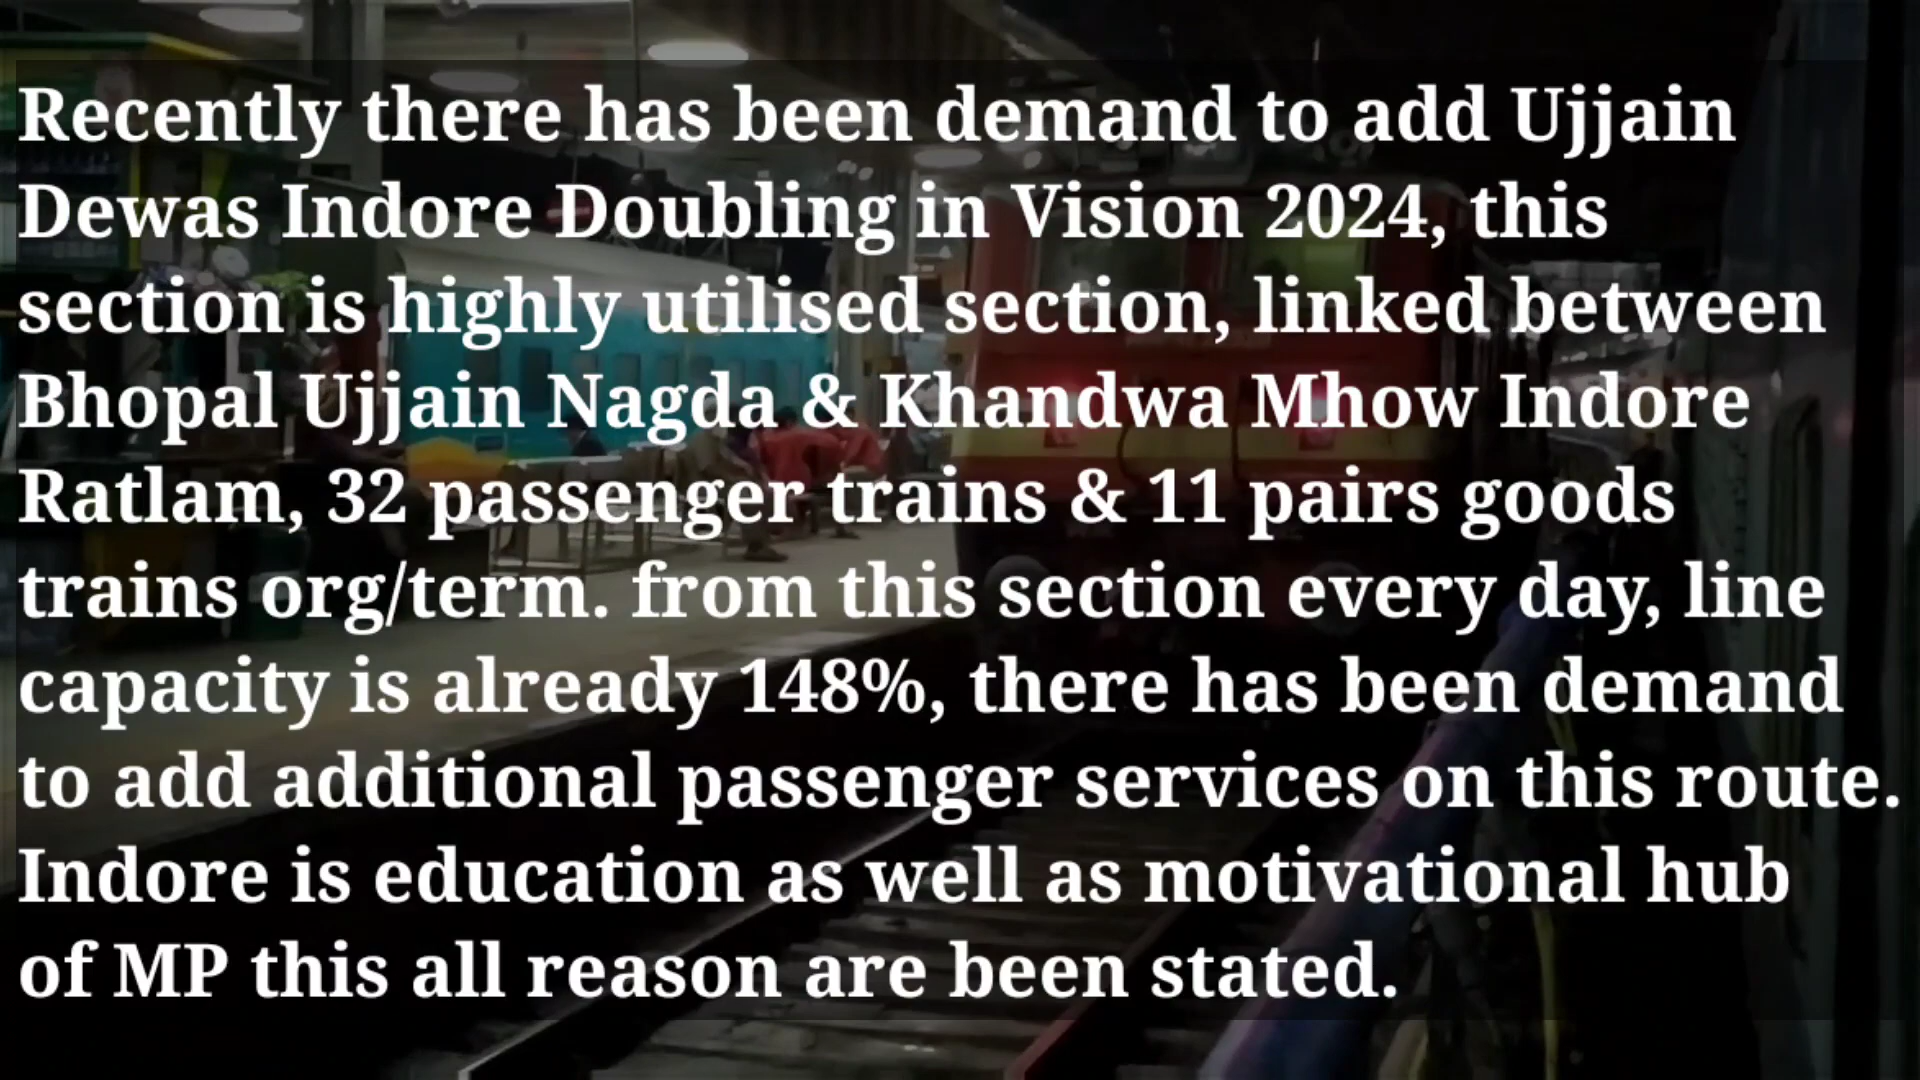 Recently there has been demand to add Ujjain
Dewas Indore Doubling in Vision 2024, this
section is highly utilised section, linked between
Bhopal Ujjain Nagda & Khandwa Mhow Indore
Ratlam, 32 passenger trains & 11 pairs goods
trains org/term. from this section every day, line
capacity is already 148%, there has been demand
to add additional passenger services on this route.
Indore is education as well as motivational hub
of MP this all reason are been stated.